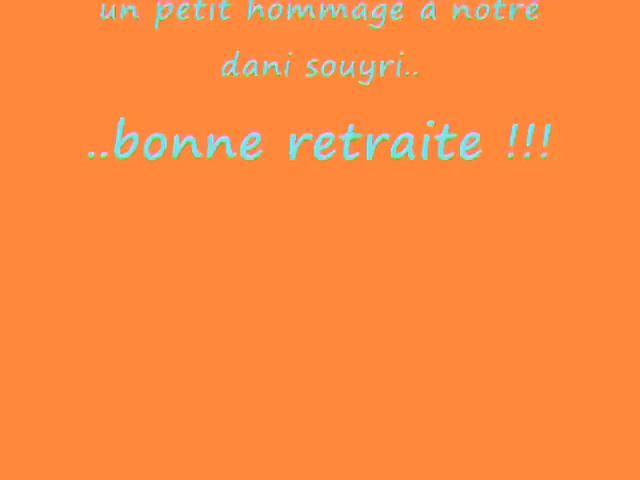 un petit hommage à notre
dani souyri..
..bonne retraite !!!